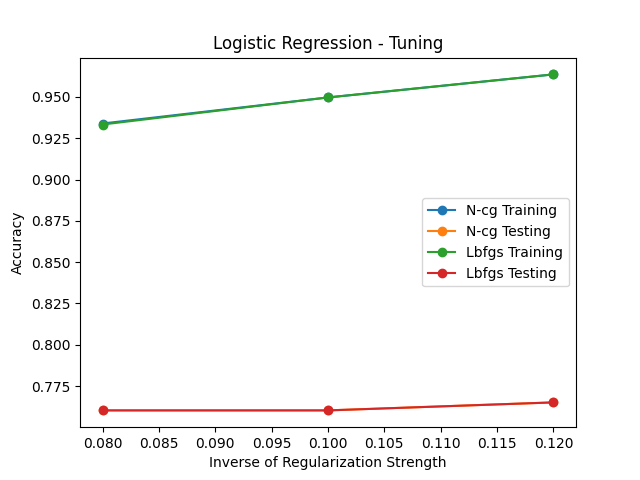 Logistic Regression - Tuning
Accuracy
0.950
0.925
0.900
0.875
0.850
0.825
0.800
0.775
N-cg Training
N-cg Testing
Lbfgs Training
Lbfgs Testing
0.080 0.085 0.090 0.095 0.100 0.105 0.110 0.115 0.120
Inverse of Regularization Strength